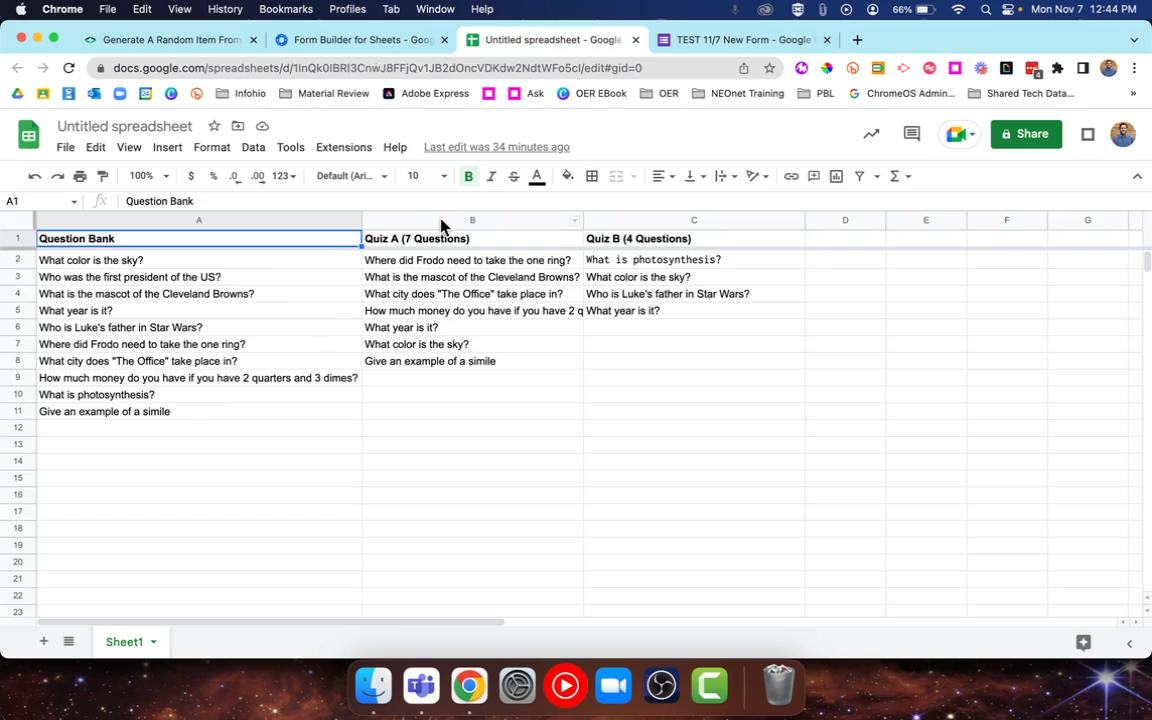 Chrome File Edit View History Bookmarks Profiles Tab Window Help 66% Mon Nov 7 12:44 PM
Generate A Random Item From Form Builder for Sheets - Goog Untitled spreadsheet - Google TEST 11/7 New Form - Google
docs.google.com/spreadsheets/d/1InQk0IBRI3CnwJ8FFjQv1JB2dOncVDKdw2NdtWFo5cI/edit#gid=0 4
Infohio Material Review Adobe Express Ask OER EBook OER NEOnet Training PBL ChromeOS Admin... Shared Tech Data... »
Untitled spreadsheet
Share
File Edit View Insert Format Data Tools Extensions Help Last edit was 34 minutes ago
100% $ % .0 .00 123 Default (Ari... 10 B I S A Σ
A1 fx Question Bank
A B C D E F G
1 Question Bank Quiz A (7 Questions) Quiz B (4 Questions)
2 What color is the sky? Where did Frodo need to take the one ring? What is photosynthesis?
3 Who was the first president of the US? What is the mascot of the Cleveland Browns? What color is the sky?
4 What is the mascot of the Cleveland Browns? What city does "The Office" take place in? Who is Luke's father in Star Wars?
5 What year is it? How much money do you have if you have 2 q What year is it?
6 Who is Luke's father in Star Wars? What year is it?
7 Where did Frodo need to take the one ring? What color is the sky?
8 What city does "The Office" take place in? Give an example of a simile
9 How much money do you have if you have 2 quarters and 3 dimes?
10 What is photosynthesis?
11 Give an example of a simile
12
13
14
15
16
17
18
19
20
21
22
23
Sheet1